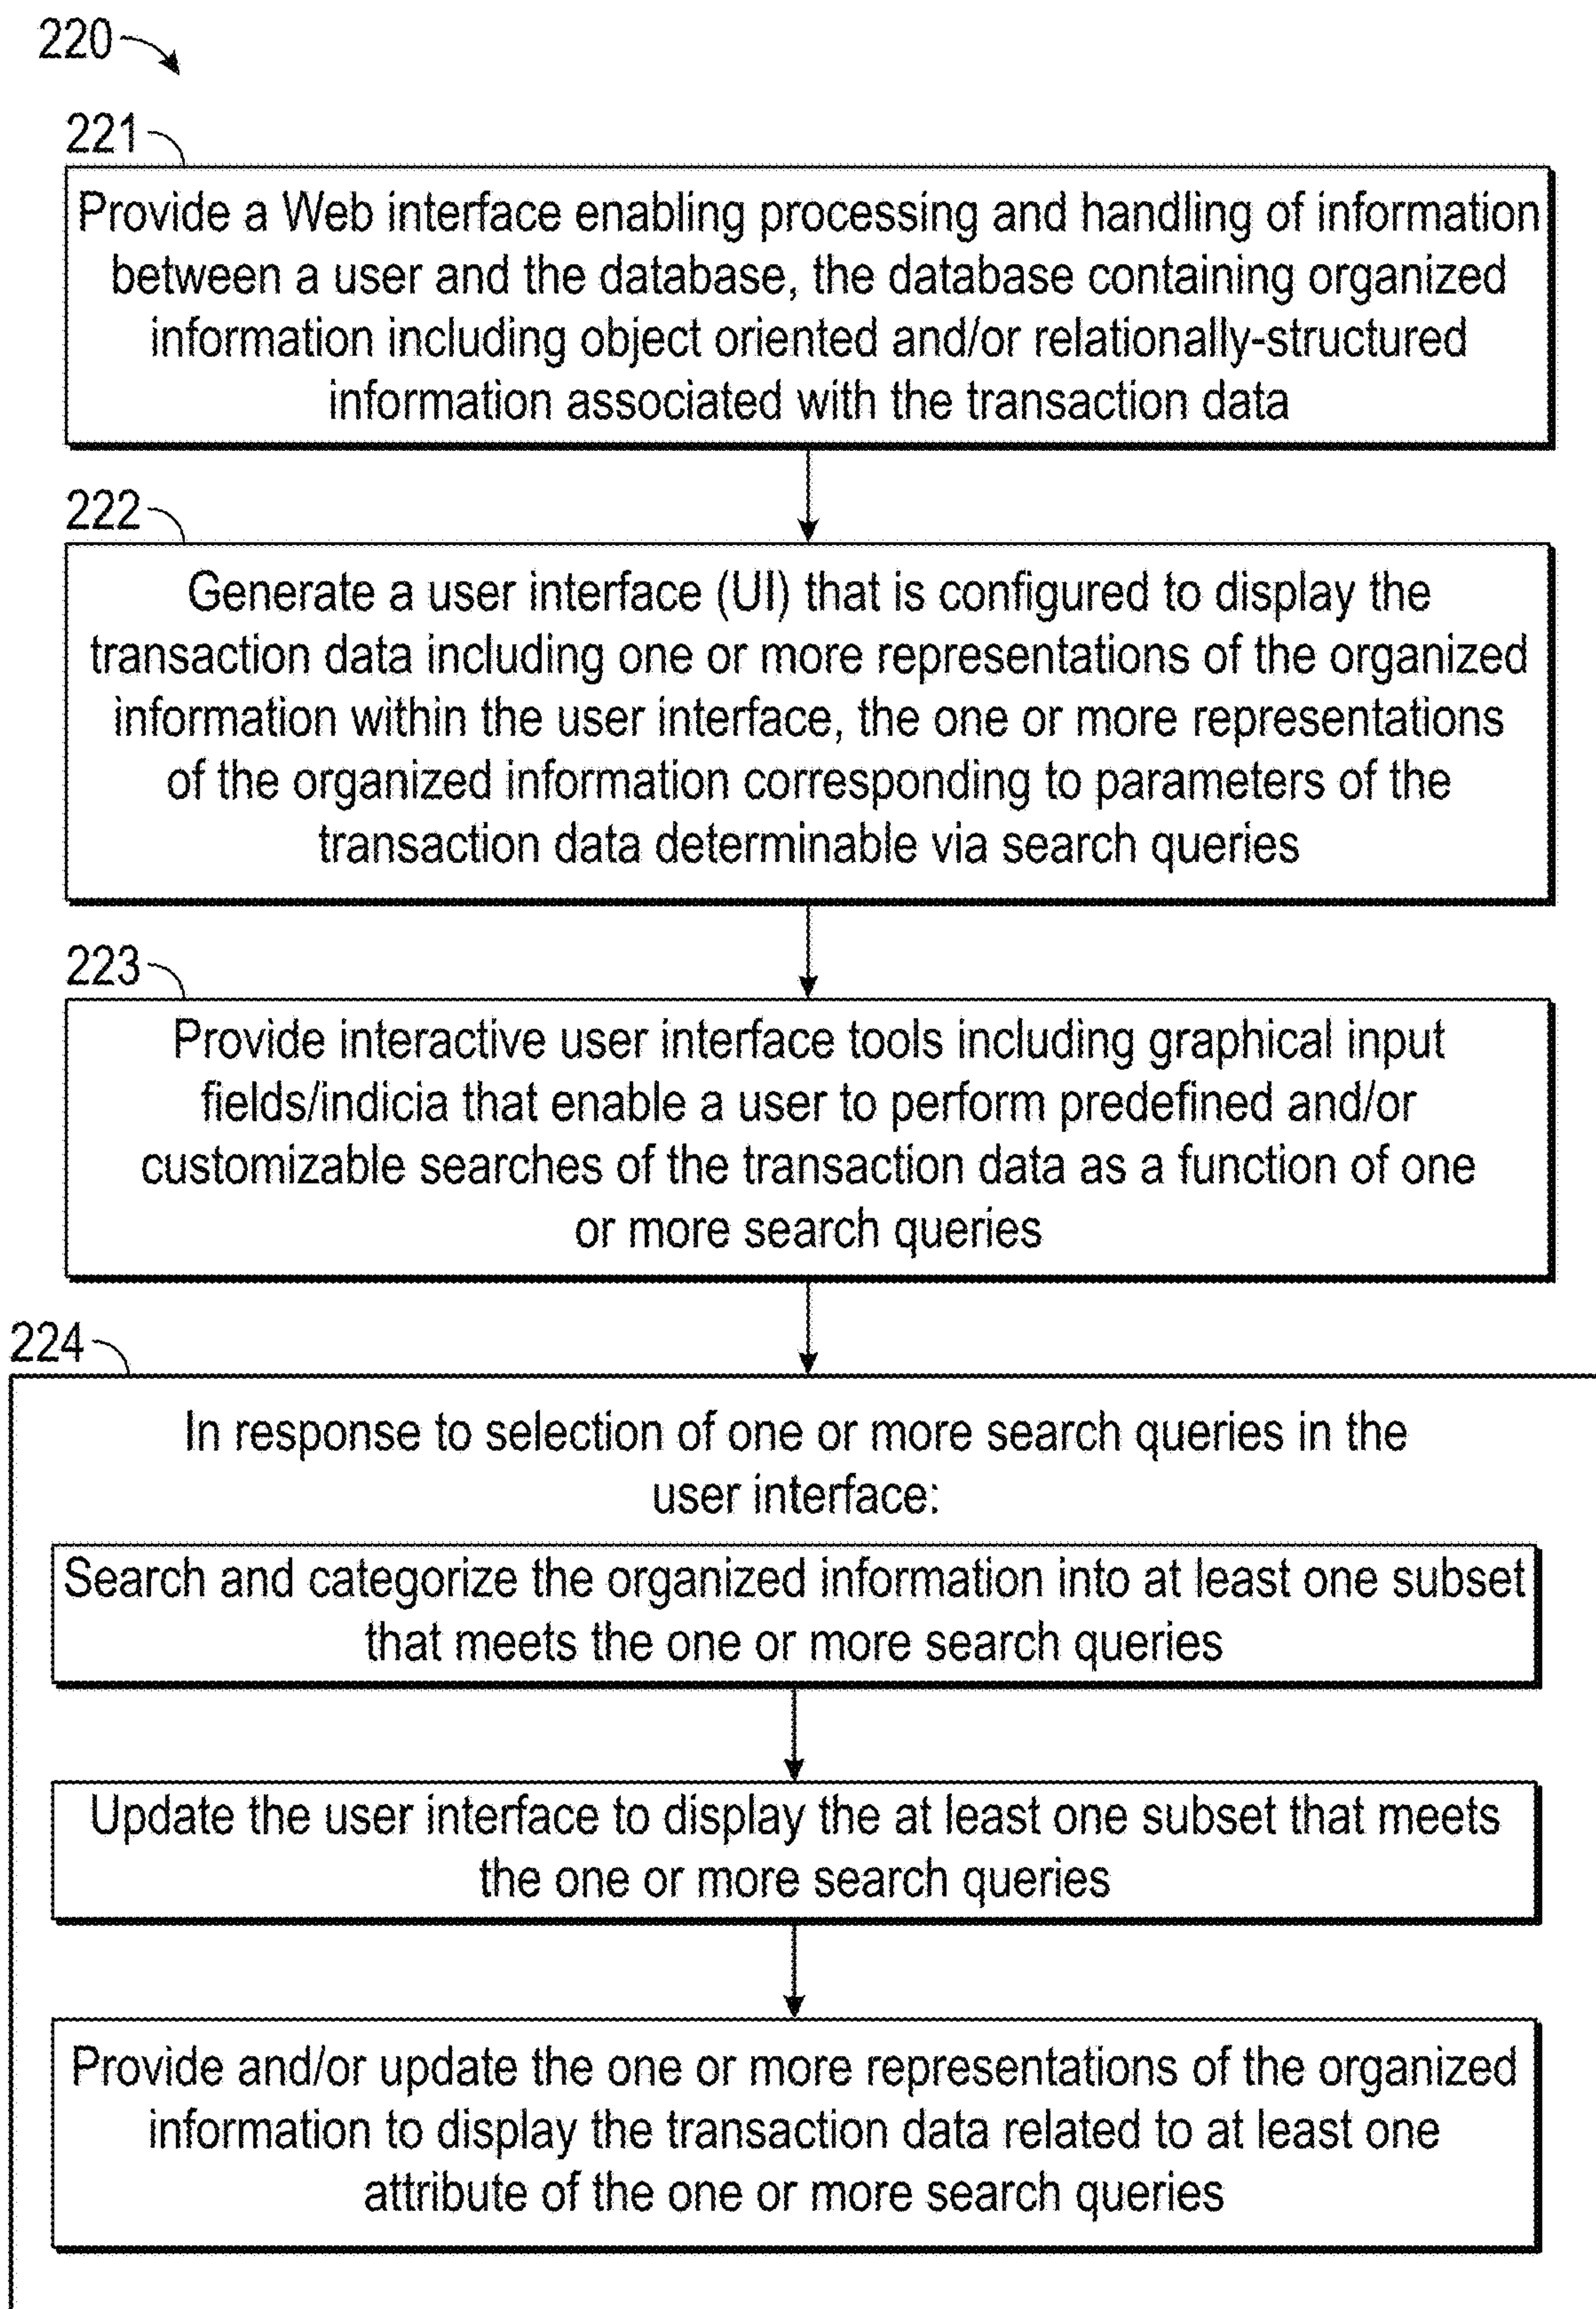 220
221
Provide a Web interface enabling processing and handling of information
between a user and the database, the database containing organized
information including object oriented and/or relationally-structured
information associated with the transaction data
222
Generate a user interface (UI) that is configured to display the
transaction data including one or more representations of the organized
information within the user interface, the one or more representations
of the organized information corresponding to parameters of the
transaction data determinable via search queries
223
Provide interactive user interface tools including graphical input
fields/indicia that enable a user to perform predefined and/or
customizable searches of the transaction data as a function of one
or more search queries
224
In response to selection of one or more search queries in the
user interface:
Search and categorize the organized information into at least one subset
that meets the one or more search queries
Update the user interface to display the at least one subset that meets
the one or more search queries
Provide and/or update the one or more representations of the organized
information to display the transaction data related to at least one
attribute of the one or more search queries